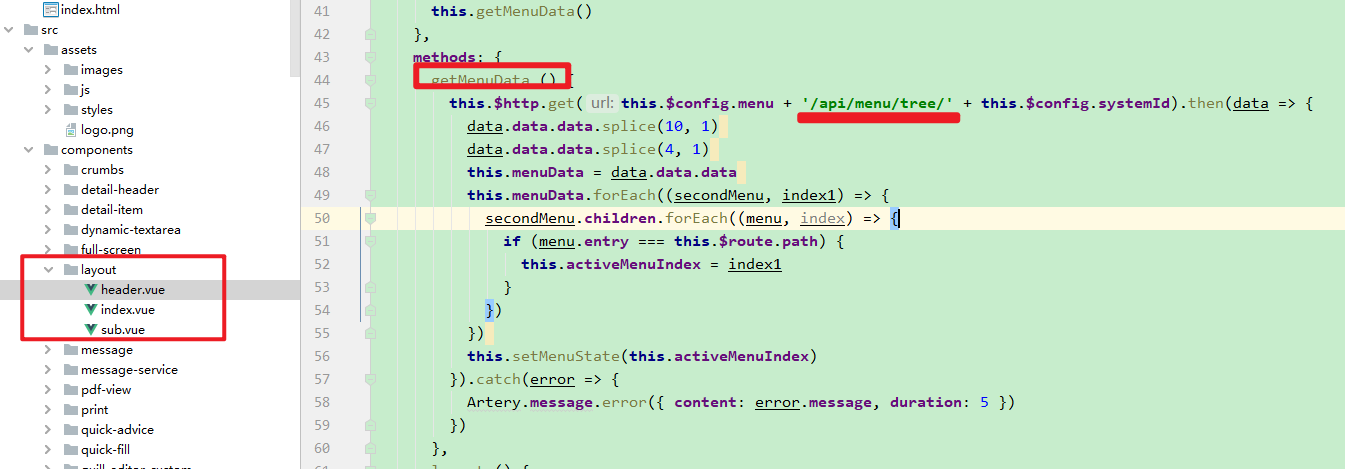 index.html
src
assets
images
js
styles
logo.png
components
crumbs
detail-header
detail-item
dynamic-textarea
full-screen
layout
header.vue
index.vue
sub.vue
message
message-service
pdf-view
print
quick-advice
quick-fill
41 this.getMenuData()
42 },
43 methods: {
44 getMenuData () {
45 this.$http.get( url: this.$config.menu + '/api/menu/tree/' + this.$config.systemId).then(data => {
46 data.data.data.splice(10, 1)
47 data.data.data.splice(4, 1)
48 this.menuData = data.data.data
49 this.menuData.forEach((secondMenu, index1) => {
50 secondMenu.children.forEach((menu, index) => {
51 if (menu.entry === this.$route.path) {
52 this.activeMenuIndex = index1
53 }
54 })
55 })
56 this.setMenuState(this.activeMenuIndex)
57 }).catch(error => {
58 Artery.message.error({ content: error.message, duration: 5 })
59 })
60 },